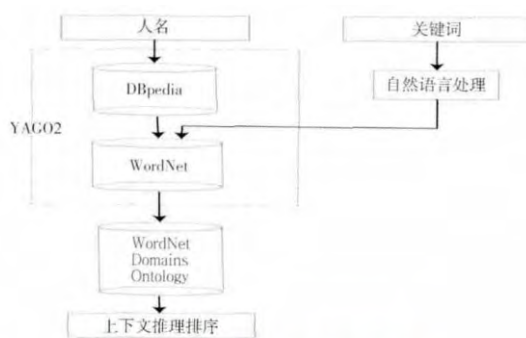 人名
关键词
DBpedia
自然语言处理
YAGO2
WordNet
WordNet
Domains
Ontology
上下文推理排序